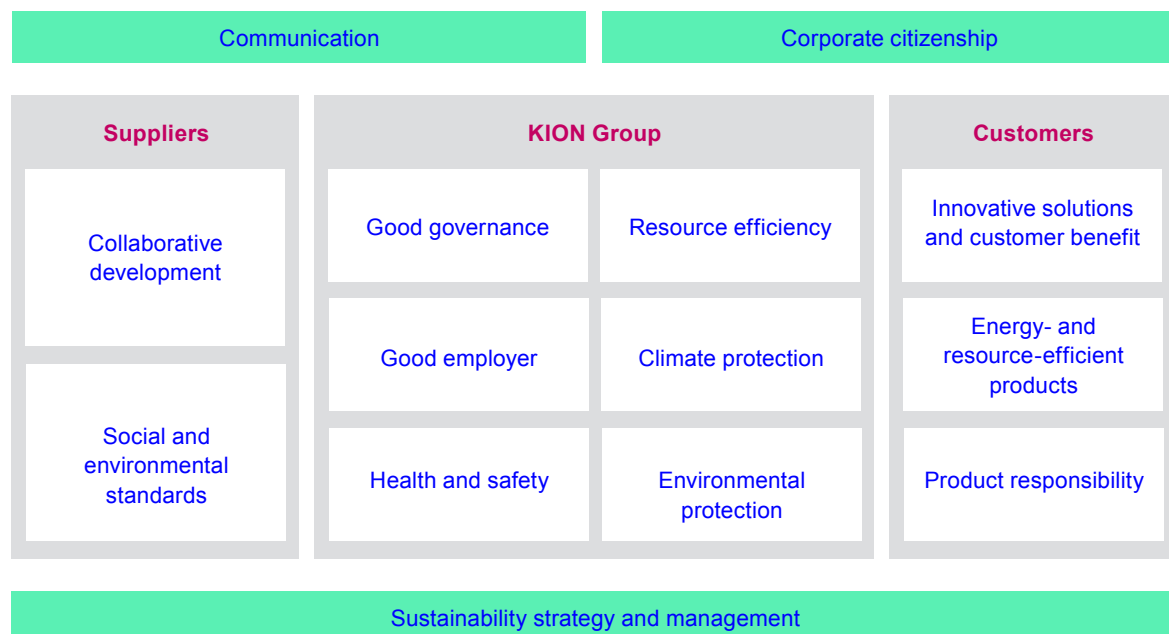 Communication
Corporate citizenship
Suppliers
Collaborative
development
Social and
environmental
standards
KION Group
Good governance
Resource efficiency
Good employer
Climate protection
Health and safety
Environmental
protection
Customers
Innovative solutions
and customer benefit
Energy- and
resource-efficient
products
Product responsibility
Sustainability strategy and management